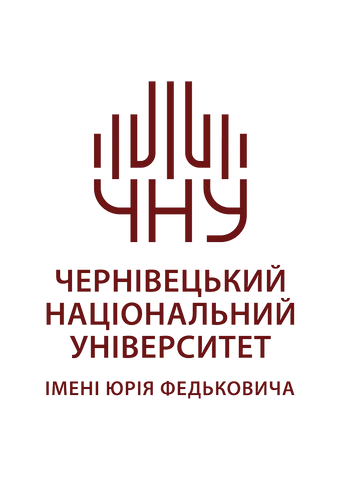 ЧНУ
ЧЕРНІВЕЦЬКИЙ
НАЦІОНАЛЬНИЙ
УНІВЕРСИТЕТ
ІМЕНІ ЮРІЯ ФЕДЬКОВИЧА